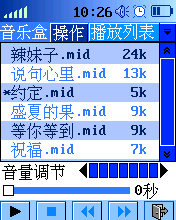 10:26
音乐盒 操作 播放列表
辣妹子.mid 24k
说句心里.mid 13k
*约定.mid 5k
盛夏的果.mid 9k
等你等到.mid 9k
祝福.mid 7k
音量调节
0秒